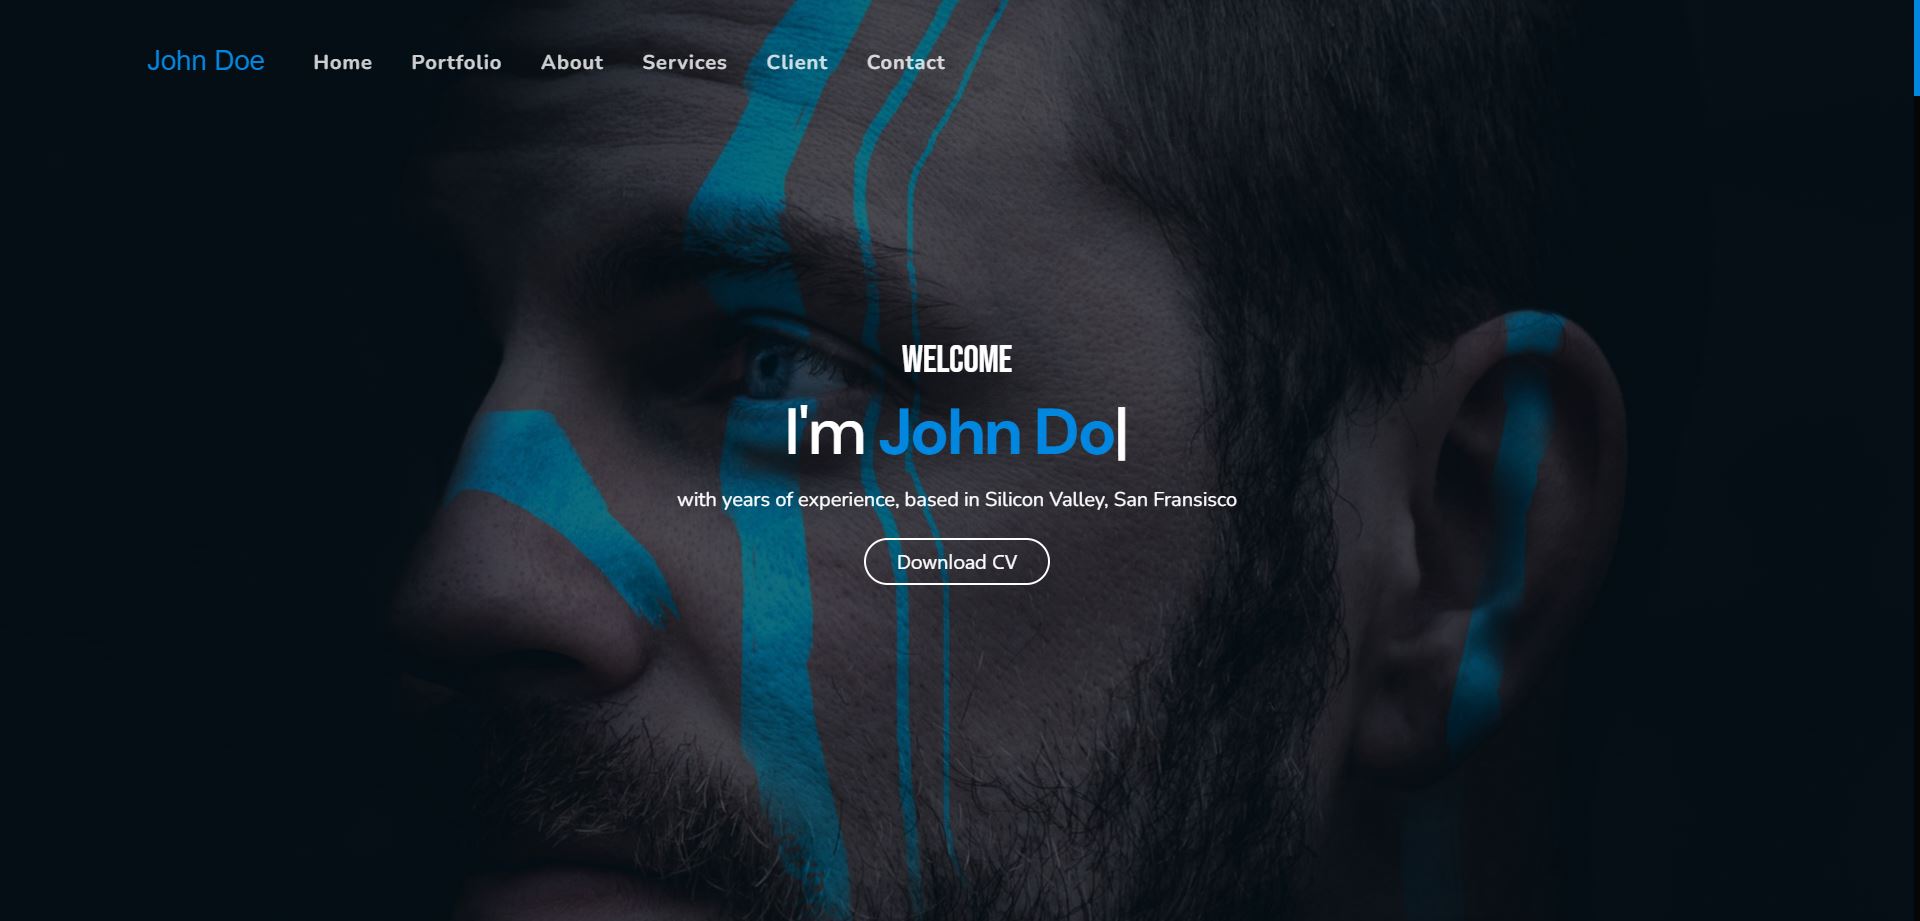 John Doe Home Portfolio About Services Client Contact
WELCOME
I'm John Do|
with years of experience, based in Silicon Valley, San Fransisco
Download CV